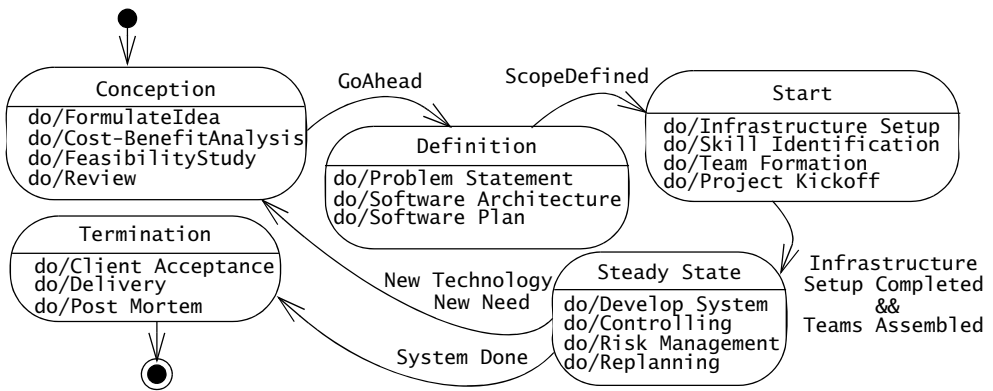 Conception
do/FormulateIdea
do/Cost-BenefitAnalysis
do/FeasibilityStudy
do/Review
GoAhead
Definition
do/Problem Statement
do/Software Architecture
do/Software Plan
ScopeDefined
Start
do/Infrastructure Setup
do/Skill Identification
do/Team Formation
do/Project Kickoff
Infrastructure
Setup Completed
&&
Teams Assembled
Steady State
do/Develop System
do/Controlling
do/Risk Management
do/Replanning
New Technology
New Need
System Done
Termination
do/Client Acceptance
do/Delivery
do/Post Mortem